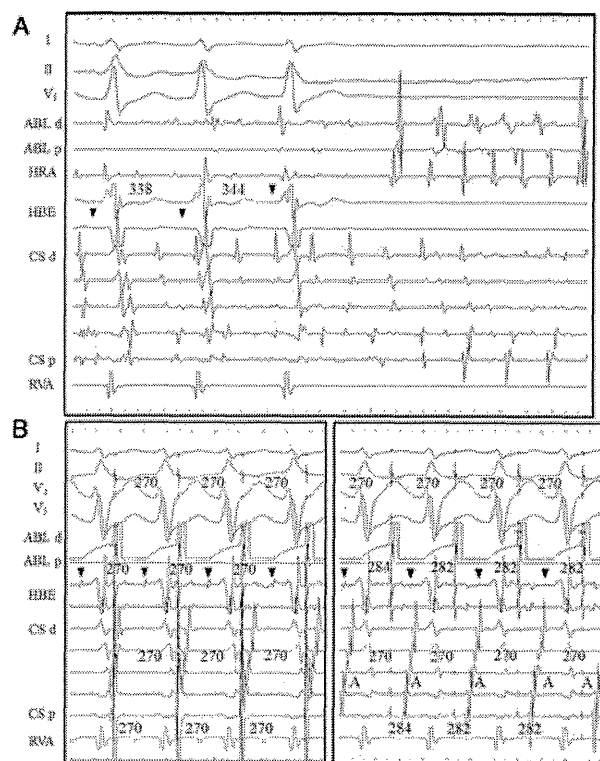 A
I
II
V1
ABL d
ABL p
HRA
338 344
HBE
CS d
CS p
RVA
B
I
II
270 270 270 270 270 270 270
V1
V5
ABL d
ABL p
270 270 270 284 282 282 282
HBE
CS d
270 270 270 270 270 270 270
A A A A A
CS p
270 270 270 284 282 282
RVA